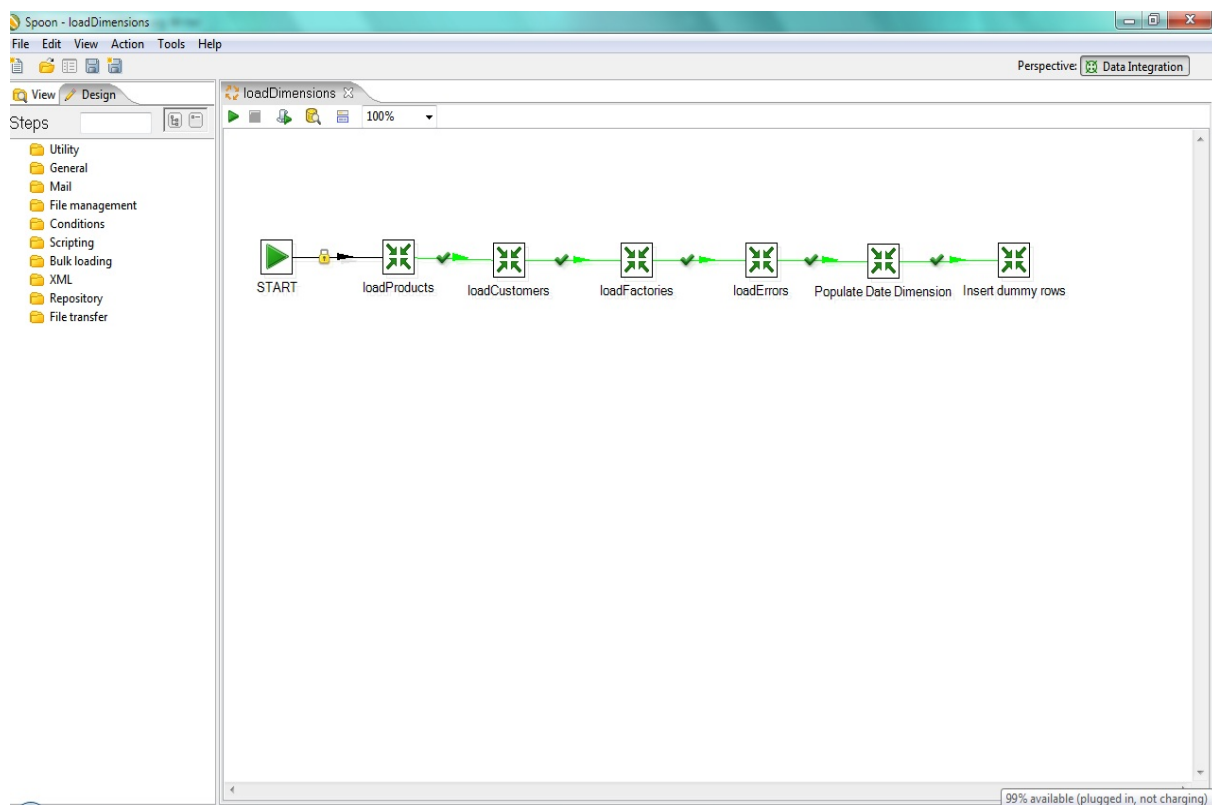 Spoon - loadDimensions
File Edit View Action Tools Help
Perspective: Data Integration
View Design
loadDimensions
Steps
100%
Utility
General
Mail
File management
Conditions
Scripting
Bulk loading
XML
Repository
File transfer
START
loadProducts
loadCustomers
loadFactories
loadErrors
Populate Date Dimension
Insert dummy rows
99% available (plugged in, not charging)